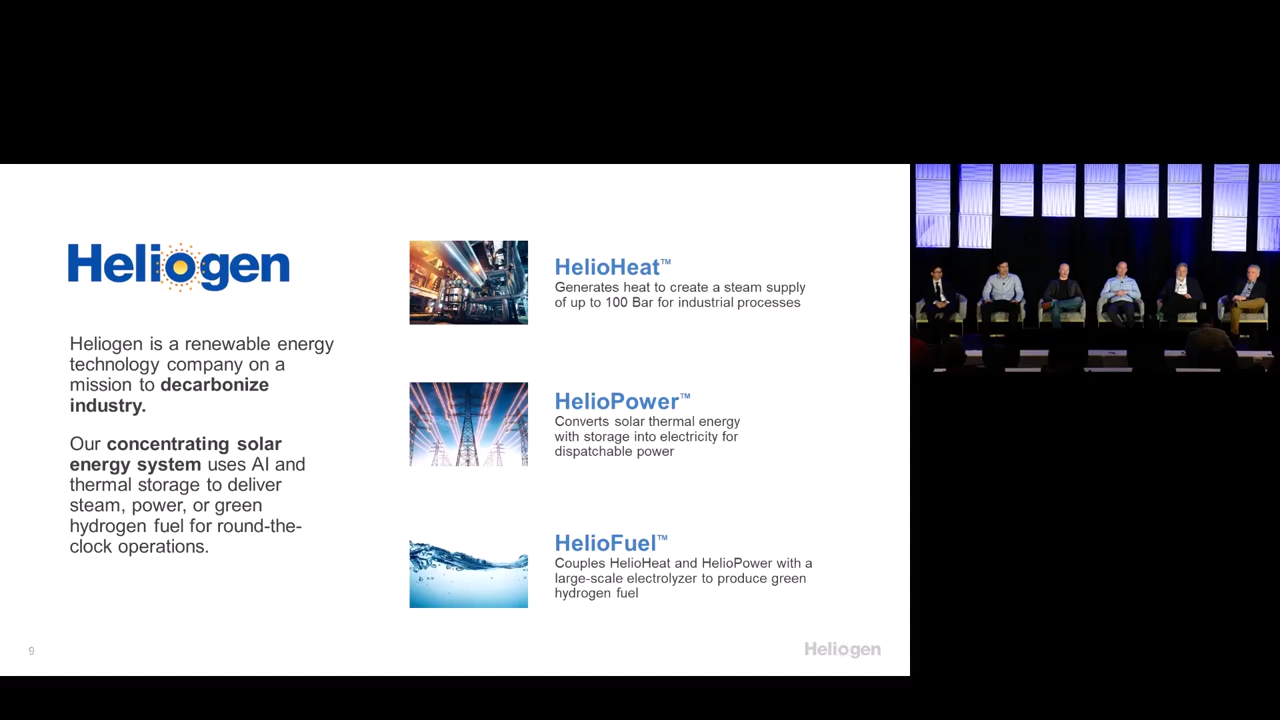 Heliogen
Heliogen is a renewable energy
technology company on a
mission to decarbonize
industry.
Our concentrating solar
energy system uses AI and
thermal storage to deliver
steam, power, or green
hydrogen fuel for round-the-
clock operations.
HelioHeat™
Generates heat to create a steam supply
of up to 100 Bar for industrial processes
HelioPower™
Converts solar thermal energy
with storage into electricity for
dispatchable power
HelioFuel™
Couples HelioHeat and HelioPower with a
large-scale electrolyzer to produce green
hydrogen fuel
9
Heliogen